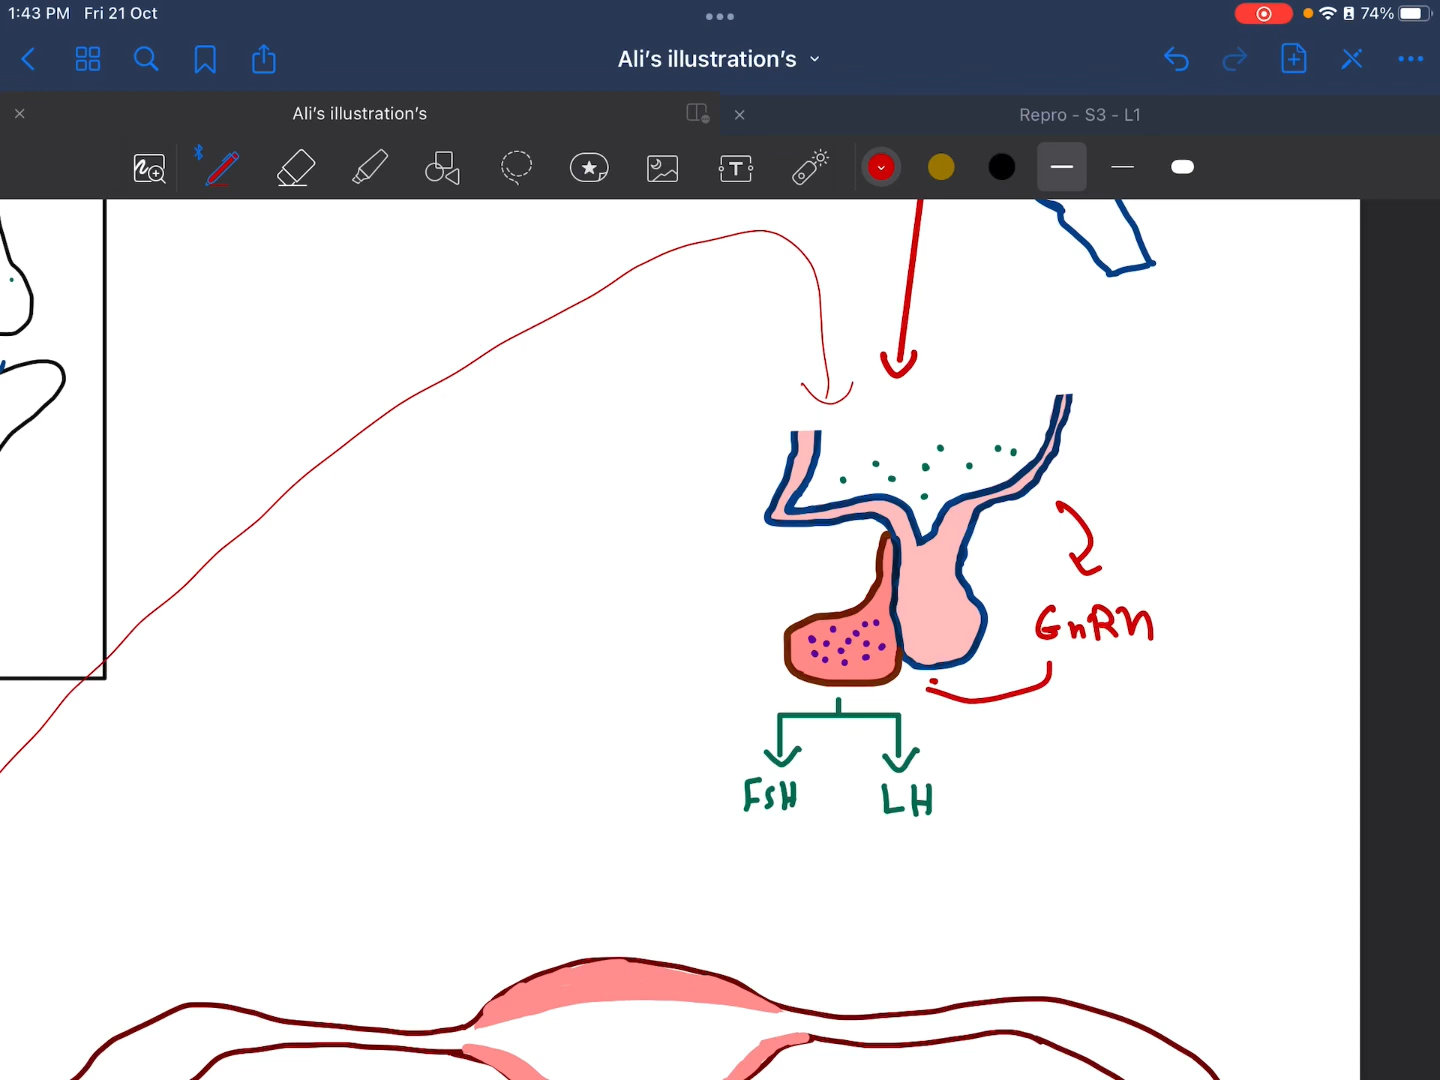 1:43 PM Fri 21 Oct
74%
Ali's illustration's
Ali's illustration's
Repro - S3 - L1
T
GnRH
FSH LH